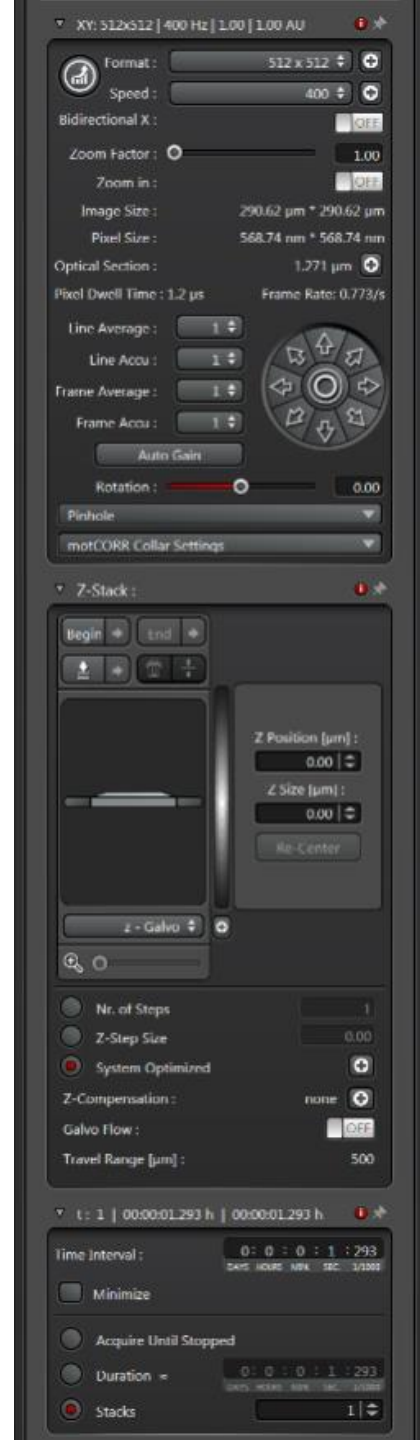 XY: 512x512 | 400 Hz | 1.00 | 1.00 AU
Format : 512 x 512
Speed : 400
Bidirectional X : OFF
Zoom Factor : 1.00
Zoom in : OFF
Image Size : 290.62 µm * 290.62 µm
Pixel Size : 568.74 nm * 568.74 nm
Optical Section : 1.271 µm
Pixel Dwell Time : 1.2 µs Frame Rate: 0.773/s
Line Average : 1
Line Accu : 1
Frame Average : 1
Frame Accu : 1
Auto Gain
Rotation : 0.00
Pinhole
motCORR Collar Settings
Z-Stack :
Begin End
Z Position [µm] :
0.00
Z Size [µm] :
0.00
Re-Center
z - Galvo
Nr. of Steps 1
Z-Step Size 0.00
System Optimized
Z-Compensation : none
Galvo Flow : OFF
Travel Range [µm] : 500
t : 1 | 00:00:01.293 h | 00:00:01.293 h
Time Interval : 0 : 0 : 0 : 1 : 293
DAYS HOURS MIN. SEC. 1/1000
Minimize
Acquire Until Stopped
Duration = 0 : 0 : 0 : 1 : 293
DAYS HOURS MIN. SEC. 1/1000
Stacks 1